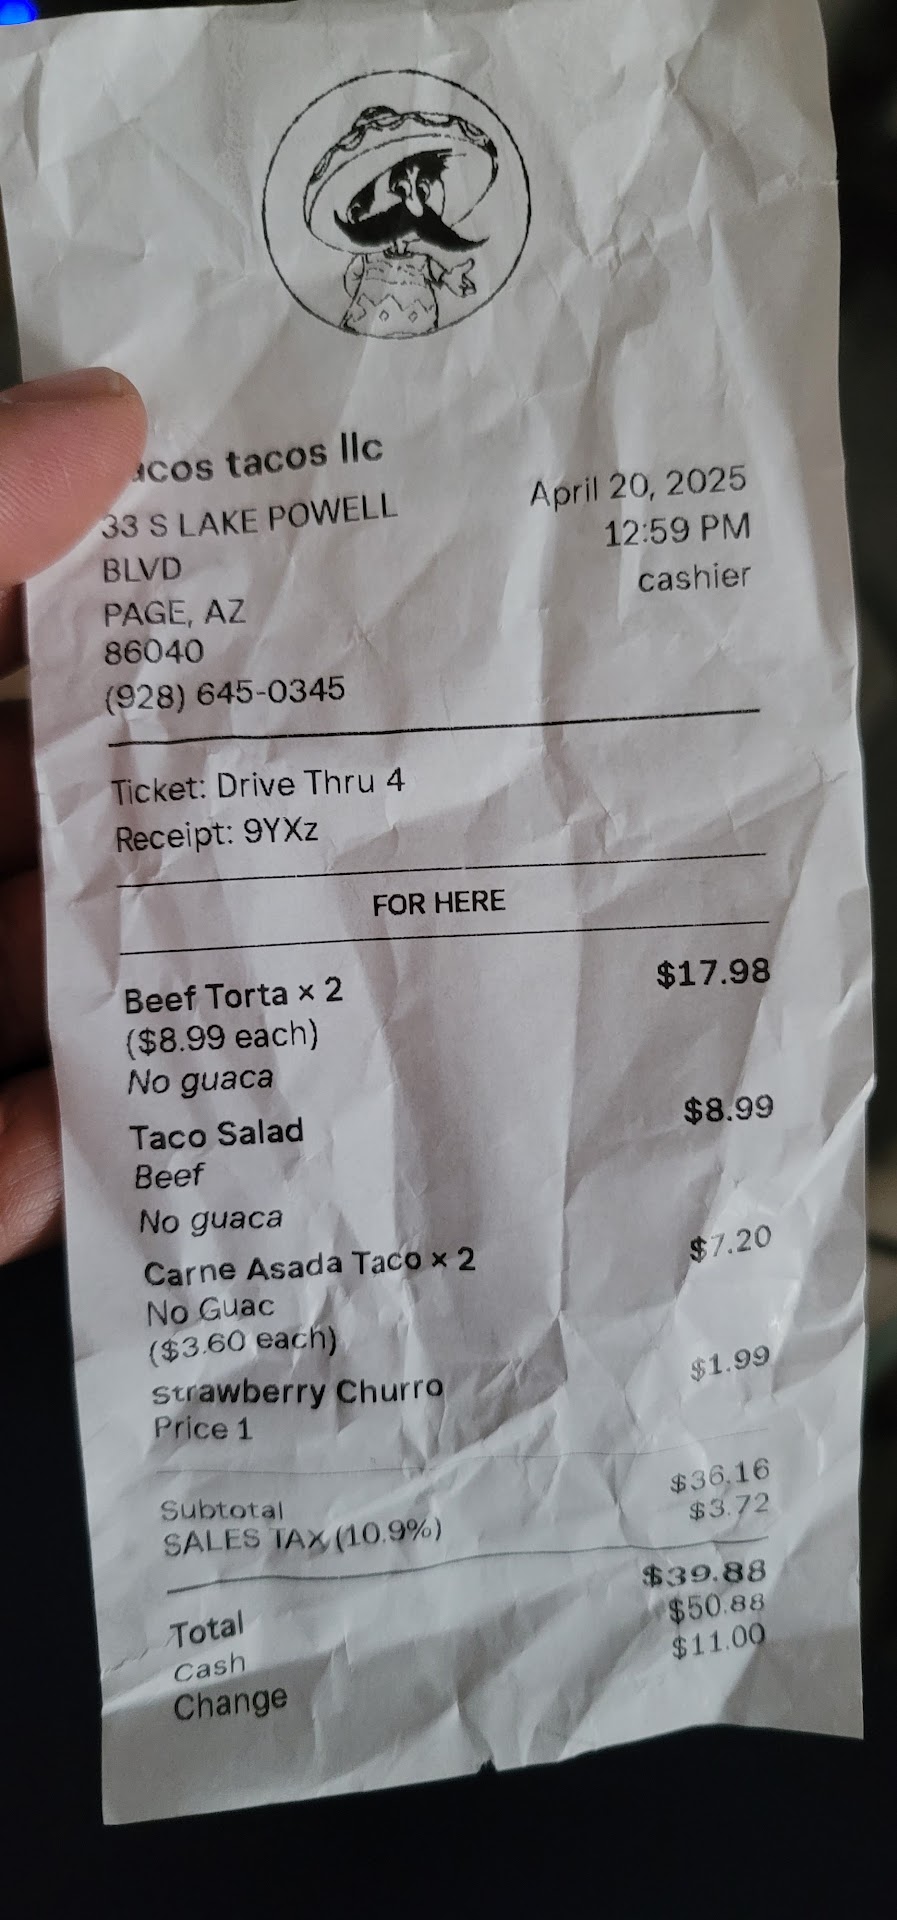 acos tacos llc
33 S LAKE POWELL
BLVD
PAGE, AZ
86040
(928) 645-0345
April 20, 2025
12:59 PM
cashier
Ticket: Drive Thru 4
Receipt: 9YXz
FOR HERE
Beef Torta × 2 $17.98
($8.99 each)
No guaca
Taco Salad $8.99
Beef
No guaca
Carne Asada Taco × 2 $7.20
No Guac
($3.60 each)
Strawberry Churro $1.99
Price 1
Subtotal $36.16
SALES TAX (10.9%) $3.72
Total $39.88
Cash $50.88
Change $11.00